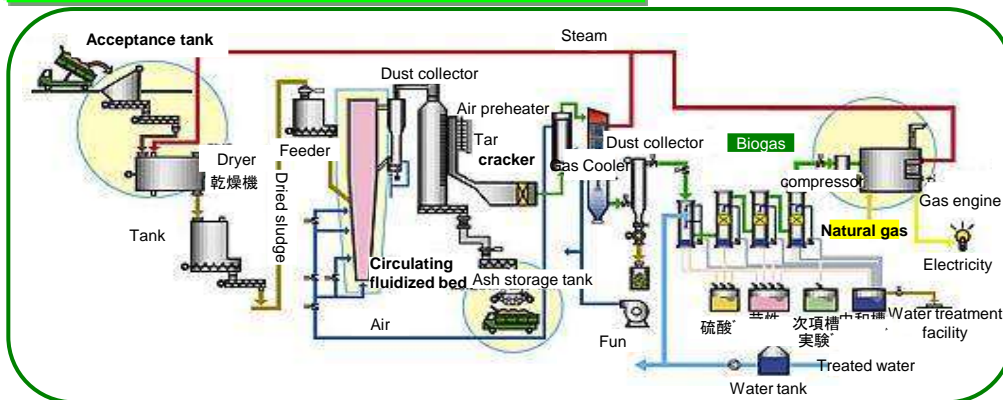 Acceptance tank
Steam
Dust collector
Air preheater
Tar
cracker
Dust collector
Gas Cooler
Biogas
compressor
Gas engine
Dryer
乾燥機
Feeder
Tank
Dried sludge
Natural gas
Electricity
Circulating
fluidized bed
Ash storage tank
Air
Fun
硫酸
次項槽
実験
Water treatment
facility
Treated water
Water tank